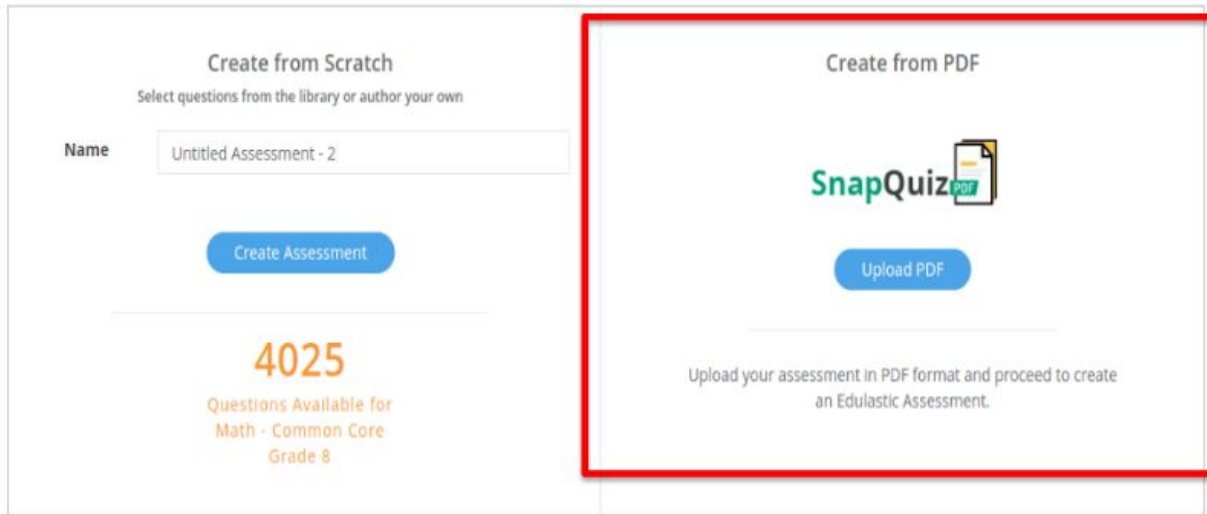 Create from Scratch
Select questions from the library or author your own
Name
Untitled Assessment - 2
Create Assessment
4025
Questions Available for
Math - Common Core
Grade 8
Create from PDF
SnapQuiz
PDF
Upload PDF
Upload your assessment in PDF format and proceed to create
an Edulastic Assessment.